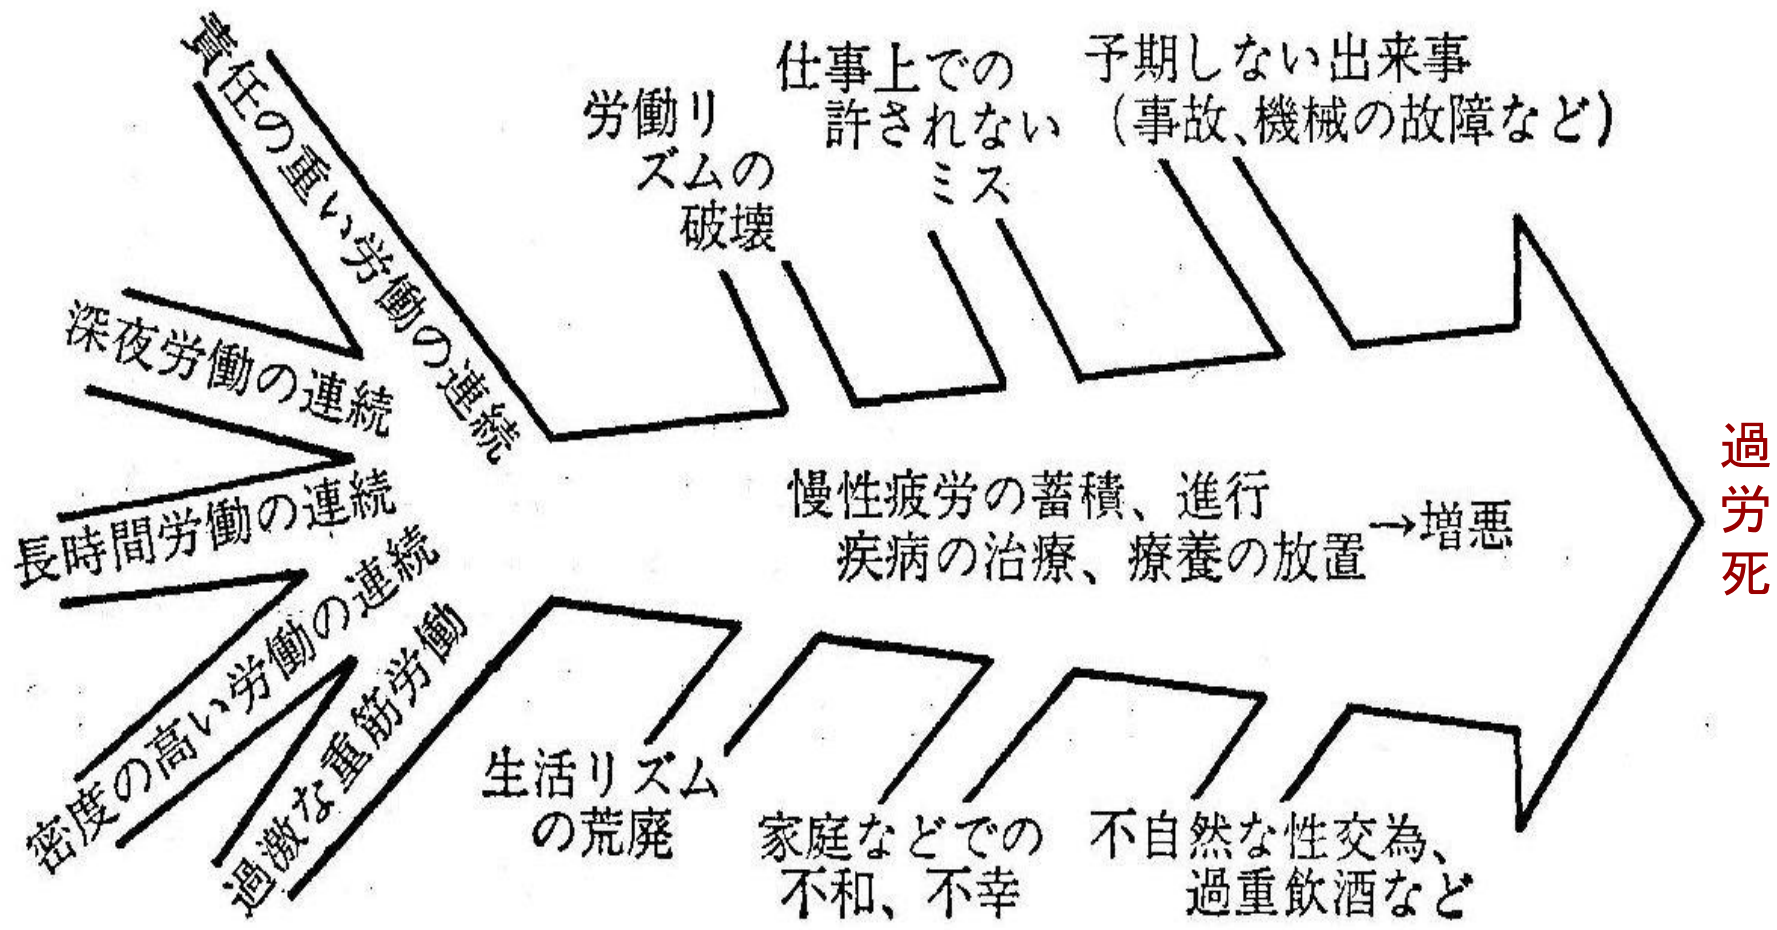 責任の重い労働の連続
深夜労働の連続
長時間労働の連続
密度の高い労働の連続
過激な重筋労働
労働リ
ズムの
破壊
仕事上での
許されない
ミス
予期しない出来事
(事故、機械の故障など)
慢性疲労の蓄積、進行
疾病の治療、療養の放置
→増悪
生活リズム
の荒廃
家庭などでの
不和、不幸
不自然な性交為、
過重飲酒など
過労死